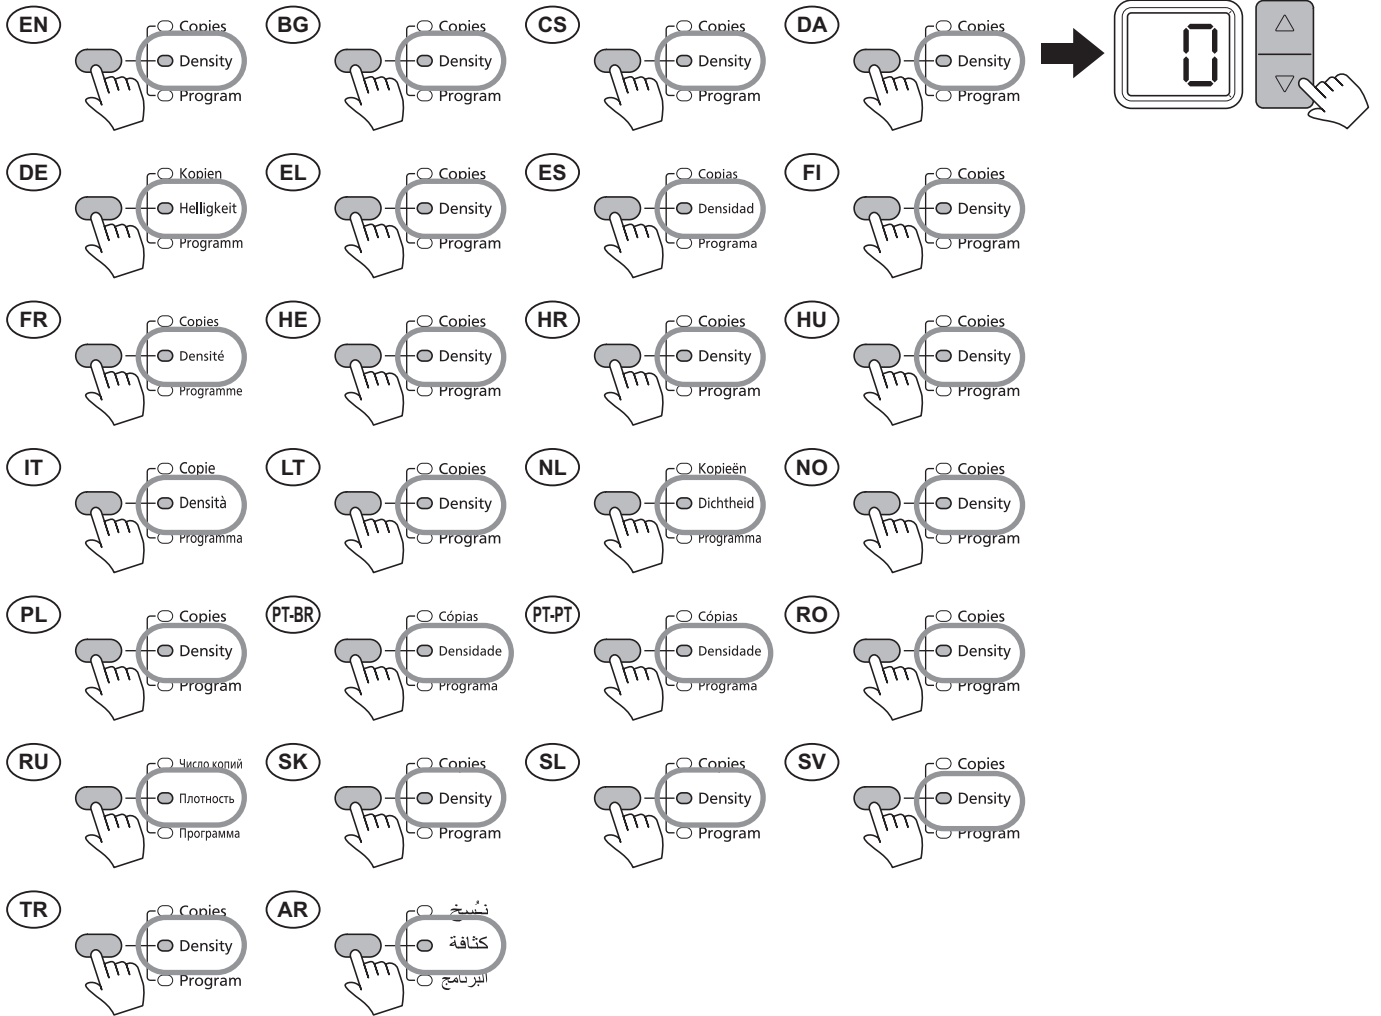 EN
Copies
Density
Program
BG
Copies
Density
Program
CS
Copies
Density
Program
DA
Copies
Density
Program
0
DE
Kopien
Helligkeit
Programm
EL
Copies
Density
Program
ES
Copias
Densidad
Programa
FI
Copies
Density
Program
FR
Copies
Densité
Programme
HE
Copies
Density
Program
HR
Copies
Density
Program
HU
Copies
Density
Program
IT
Copie
Densità
Programma
LT
Copies
Density
Program
NL
Kopieën
Dichtheid
Programma
NO
Copies
Density
Program
PL
Copies
Density
Program
PT-BR
Cópias
Densidade
Programa
PT-PT
Cópias
Densidade
Programa
RO
Copies
Density
Program
RU
Число копий
Плотность
Программа
SK
Copies
Density
Program
SL
Copies
Density
Program
SV
Copies
Density
Program
TR
Copies
Density
Program
AR
نُسخ
كثافة
البرنامج